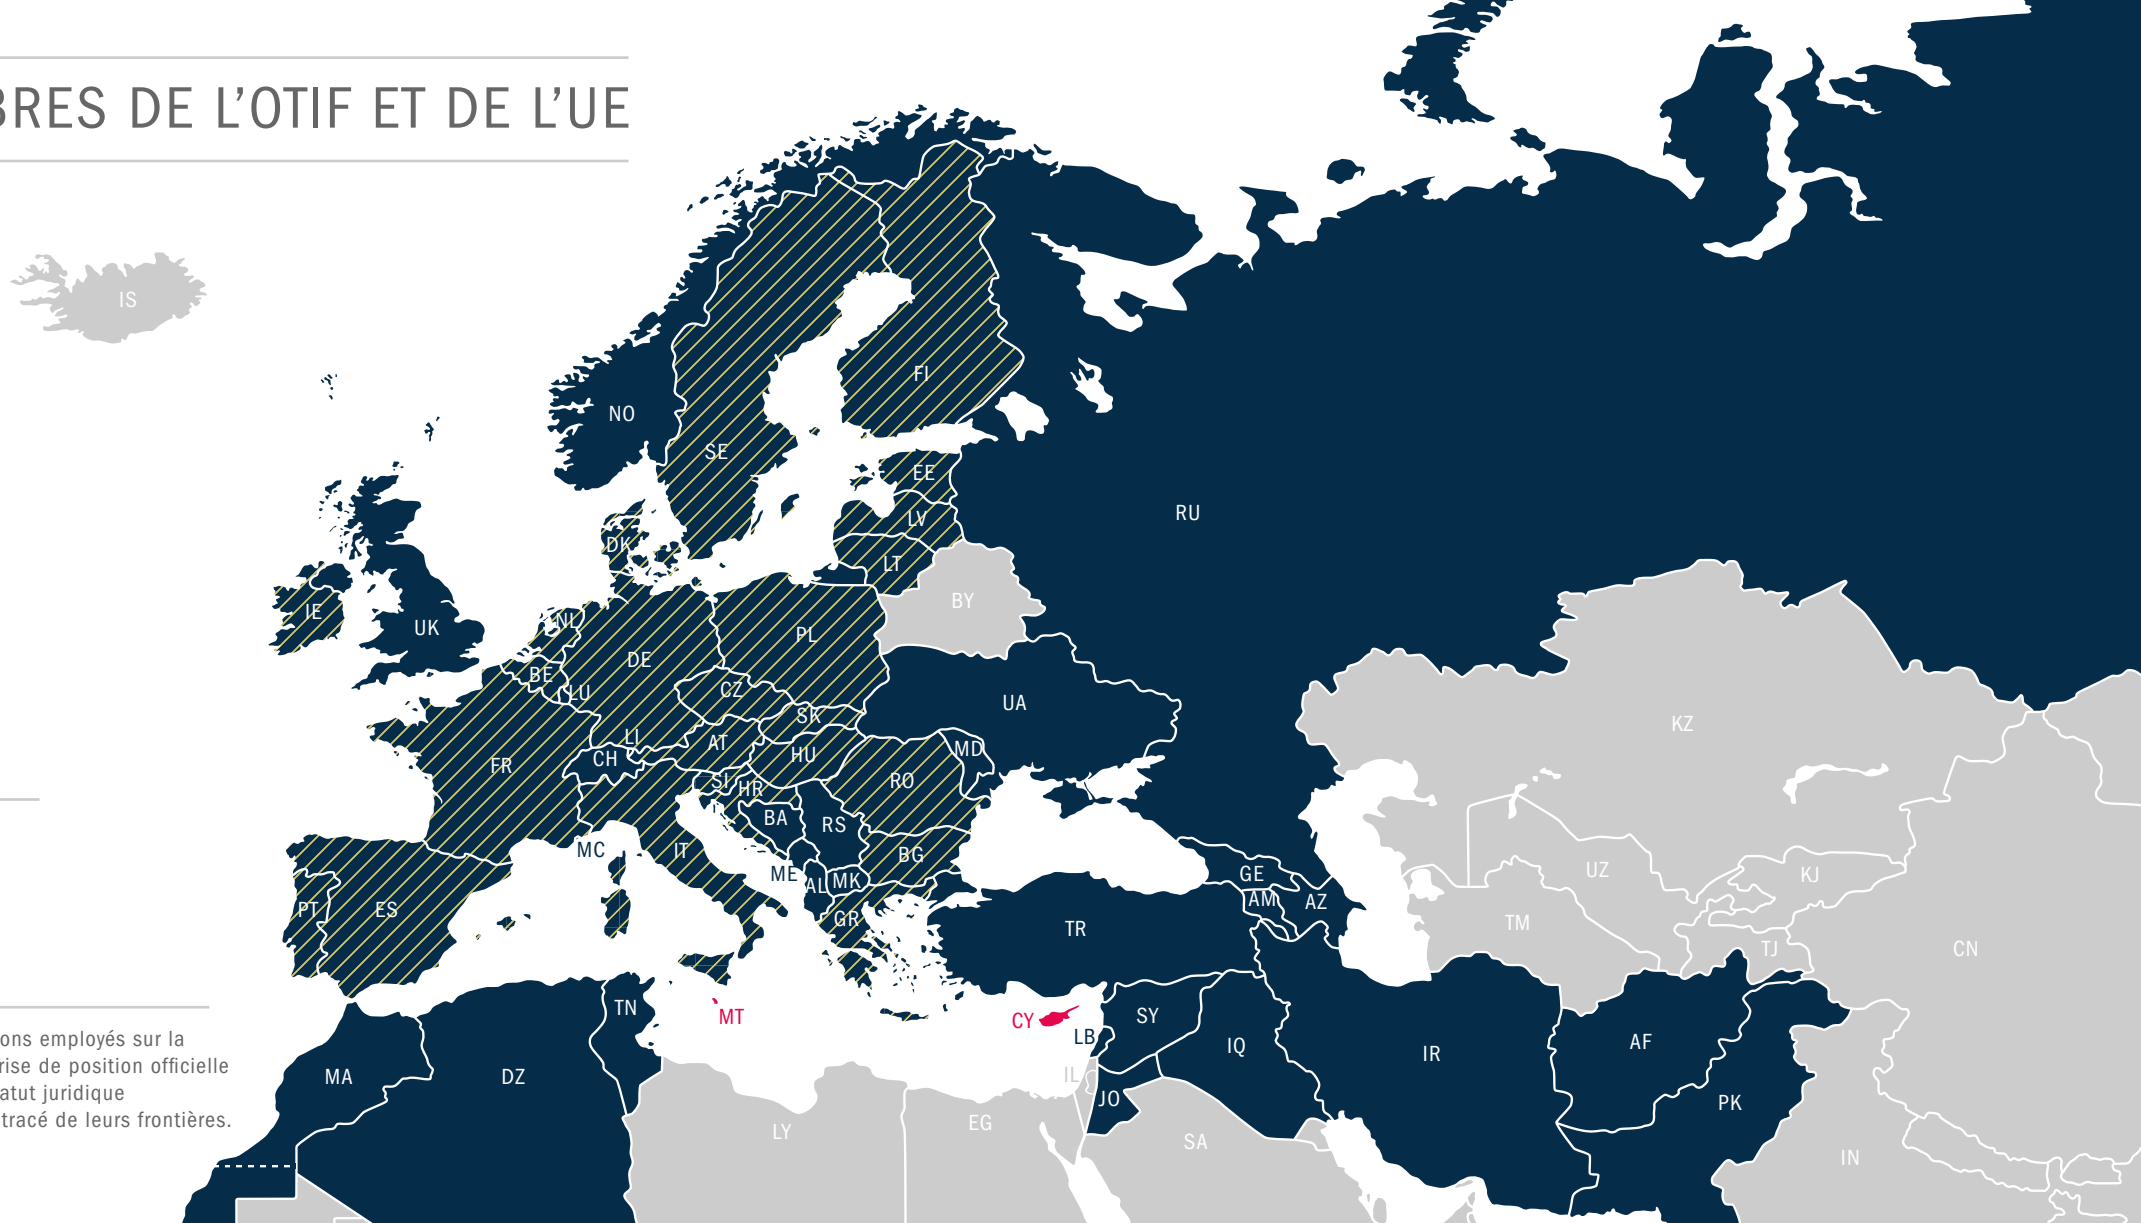 BRES DE L'OTIF ET DE L'UE
IS
NO
SE
FI
EE
LV
LT
DK
RU
IE
UK
NL
BE
LU
DE
PL
BY
CZ
SK
UA
KZ
FR
LI
CH
AT
HU
MD
SI
HR
RO
BA
RS
MC
IT
ME
AL
MK
BG
GR
PT
ES
GE
AM
AZ
UZ
KJ
TR
TM
TJ
CN
TN
MT
CY
LB
SY
IQ
IR
AF
MA
DZ
IL
JO
PK
LY
EG
SA
IN
ons employés sur la
rise de position officielle
atut juridique
tracé de leurs frontières.